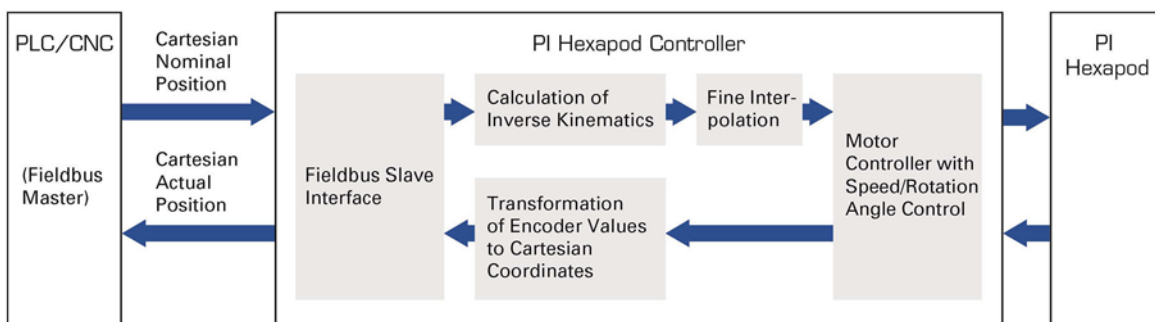 PLC/CNC
(Fieldbus
Master)
Cartesian
Nominal
Position
Cartesian
Actual
Position
PI Hexapod Controller
Fieldbus Slave
Interface
Calculation of
Inverse Kinematics
Fine Inter-
polation
Transformation
of Encoder Values
to Cartesian
Coordinates
Motor
Controller with
Speed/Rotation
Angle Control
PI
Hexapod